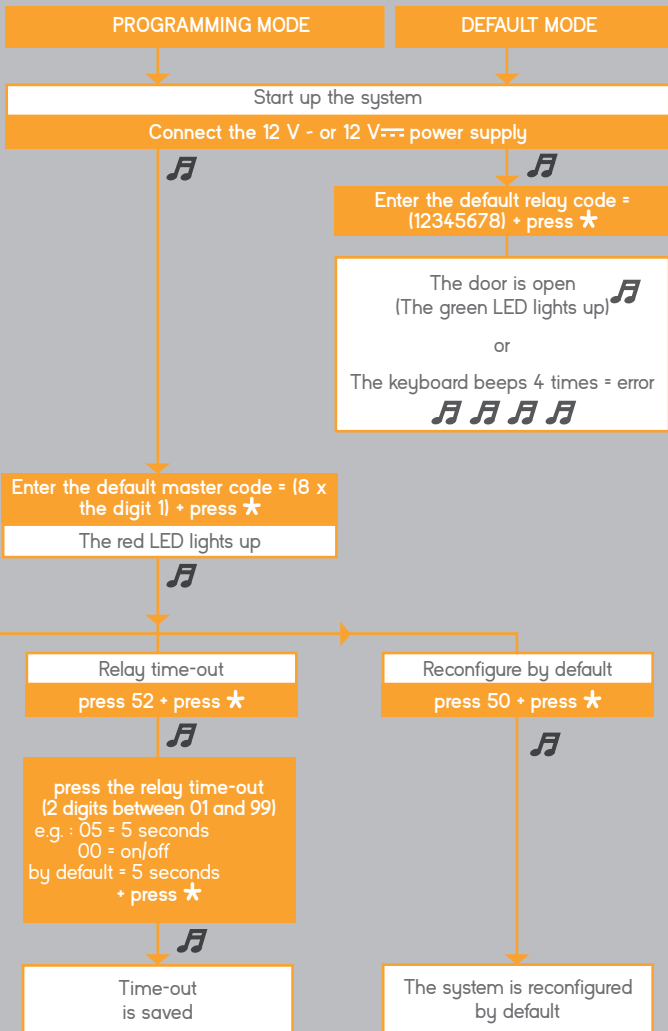 PROGRAMMING MODE
DEFAULT MODE
Start up the system
Connect the 12 V - or 12 V⎓ power supply
Enter the default relay code =
(12345678) + press *
The door is open
(The green LED lights up)
or
The keyboard beeps 4 times = error
Enter the default master code = (8 x
the digit 1) + press *
The red LED lights up
Relay time-out
press 52 + press *
Reconfigure by default
press 50 + press *
press the relay time-out
(2 digits between 01 and 99)
e.g. : 05 = 5 seconds
00 = on/off
by default = 5 seconds
+ press *
Time-out
is saved
The system is reconfigured
by default